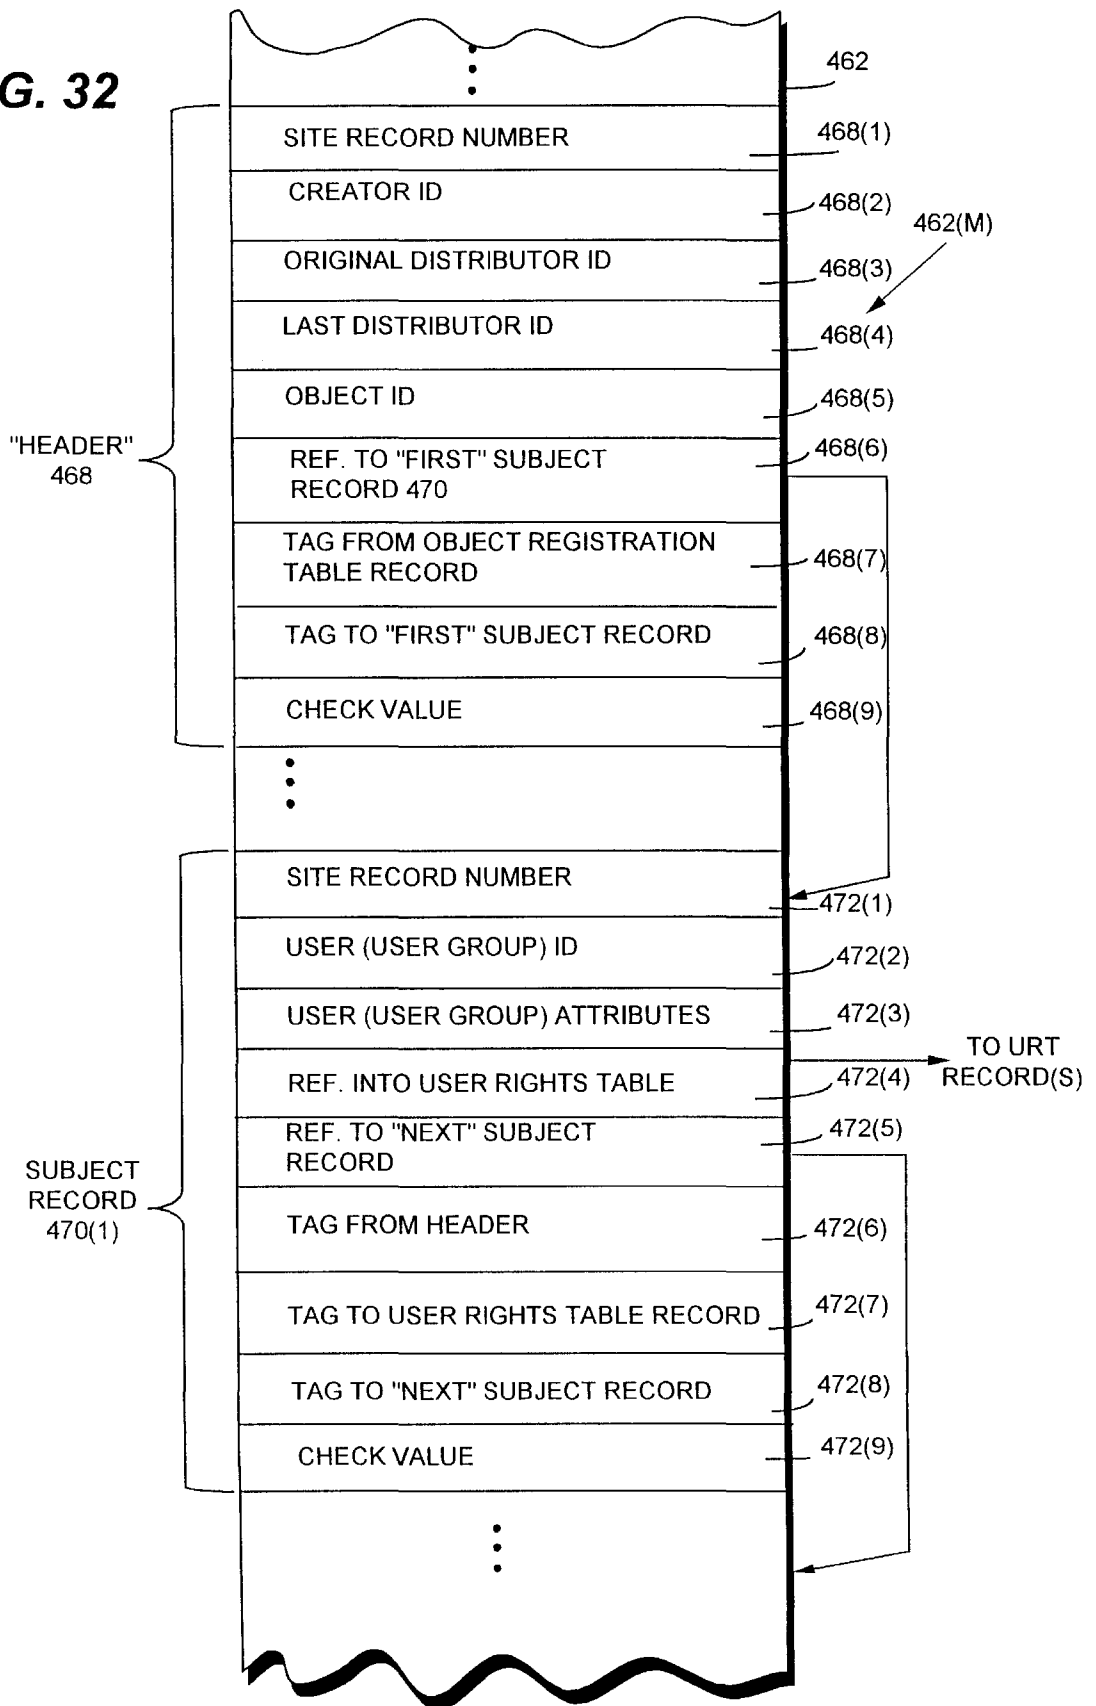 G. 32
462
SITE RECORD NUMBER
468(1)
CREATOR ID
468(2)
462(M)
ORIGINAL DISTRIBUTOR ID
468(3)
LAST DISTRIBUTOR ID
468(4)
OBJECT ID
468(5)
"HEADER"
468
REF. TO "FIRST" SUBJECT
RECORD 470
468(6)
TAG FROM OBJECT REGISTRATION
TABLE RECORD
468(7)
TAG TO "FIRST" SUBJECT RECORD
468(8)
CHECK VALUE
468(9)
SITE RECORD NUMBER
472(1)
USER (USER GROUP) ID
472(2)
USER (USER GROUP) ATTRIBUTES
472(3)
TO URT
RECORD(S)
REF. INTO USER RIGHTS TABLE
472(4)
REF. TO "NEXT" SUBJECT
RECORD
472(5)
SUBJECT
RECORD
470(1)
TAG FROM HEADER
472(6)
TAG TO USER RIGHTS TABLE RECORD
472(7)
TAG TO "NEXT" SUBJECT RECORD
472(8)
CHECK VALUE
472(9)